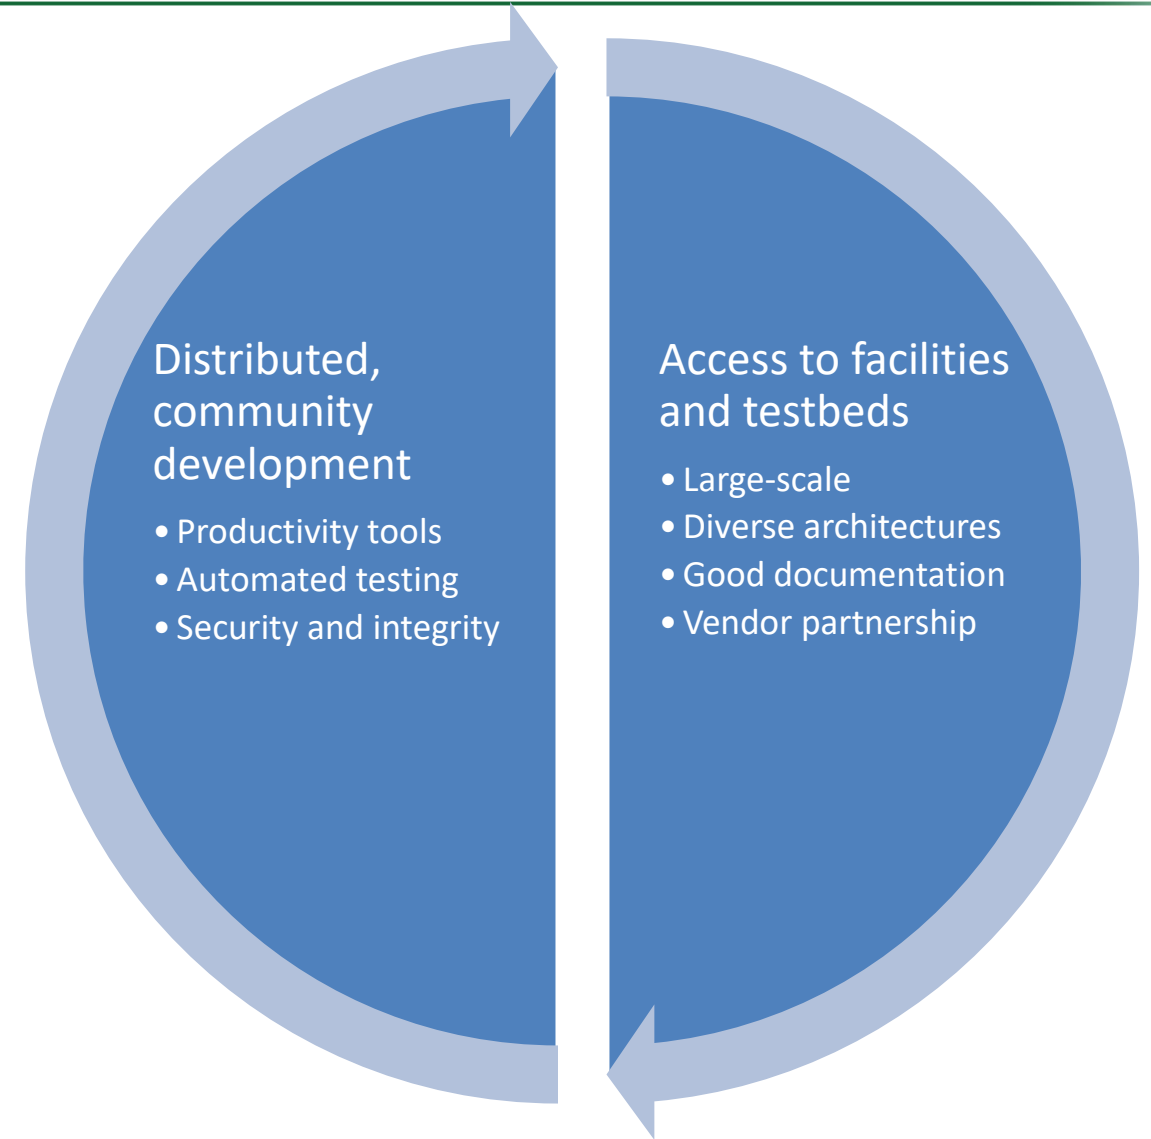 Distributed,
community
development
• Productivity tools
• Automated testing
• Security and integrity
Access to facilities
and testbeds
• Large-scale
• Diverse architectures
• Good documentation
• Vendor partnership